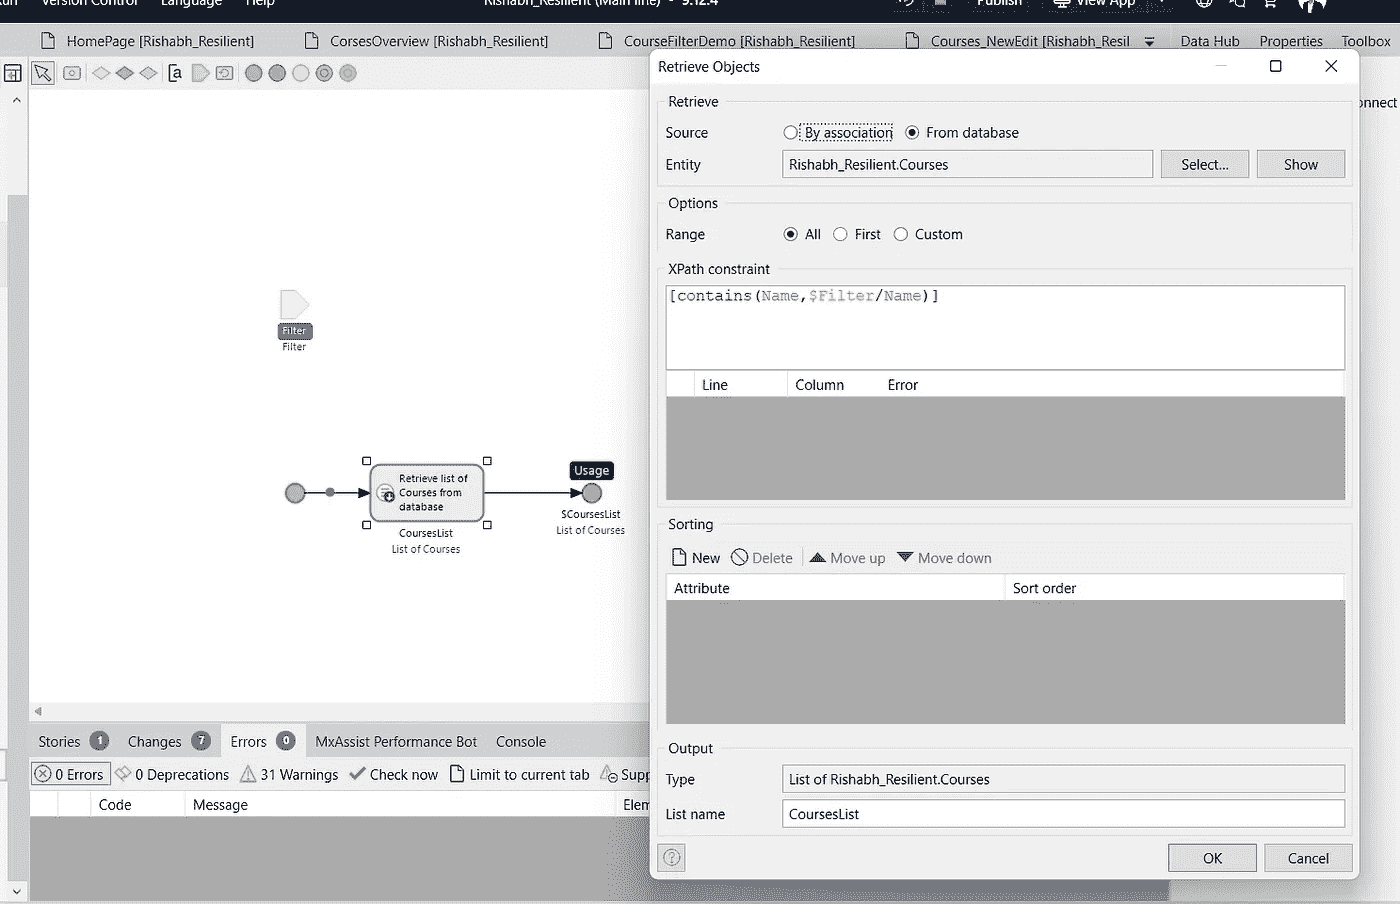 Version Control Language Help Rishabh_Resilient (Main line) - 9.12.4 Publish View App
HomePage [Rishabh_Resilient] CorsesOverview [Rishabh_Resilient] CourseFilterDemo [Rishabh_Resilient] Courses_NewEdit [Rishabh_Resil Data Hub Properties Toolbox
Retrieve Objects
onnect
Retrieve
Source By association From database
Entity Rishabh_Resilient.Courses Select... Show
Options
Range All First Custom
XPath constraint
[contains(Name,$Filter/Name)]
Line Column Error
Filter
Filter
Retrieve list of
Courses from
database
CoursesList
List of Courses
Usage
$CoursesList
List of Courses
Sorting
New Delete Move up Move down
Attribute Sort order
Stories 1 Changes 7 Errors 0 MxAssist Performance Bot Console
0 Errors 0 Deprecations 31 Warnings Check now Limit to current tab Supp
Code Message Elem
Output
Type List of Rishabh_Resilient.Courses
List name CoursesList
OK Cancel